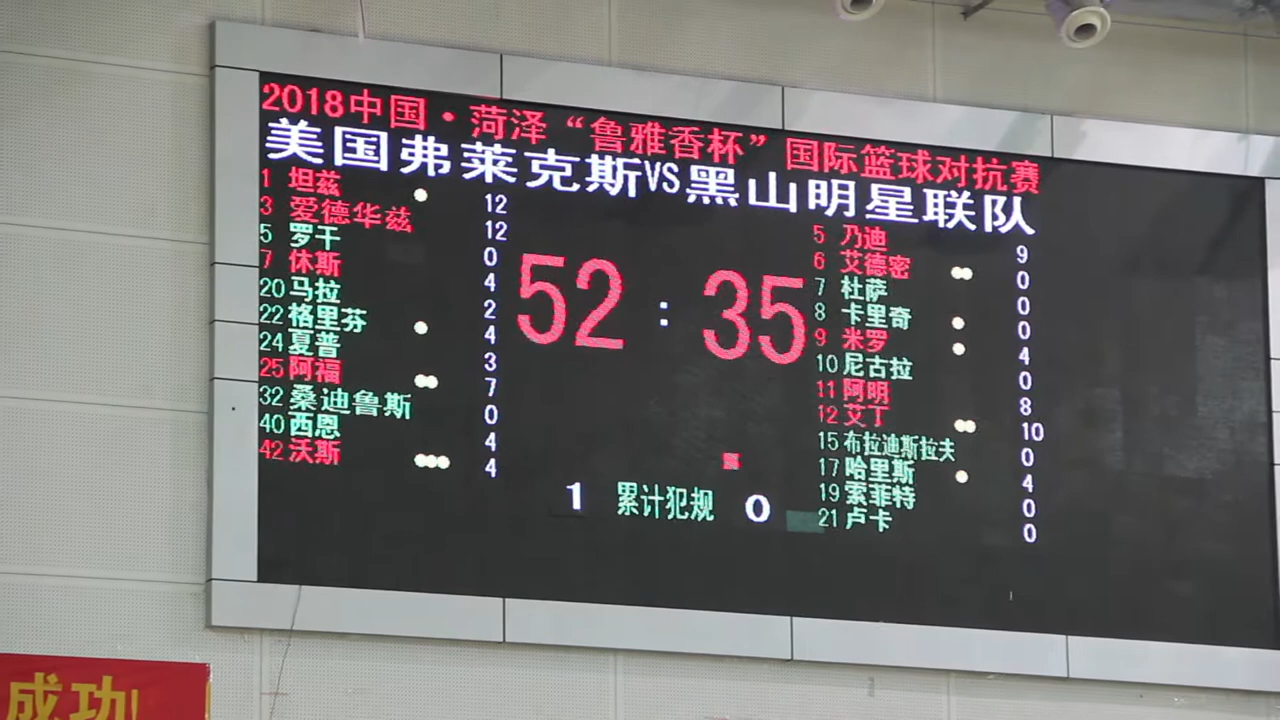 2018中国·菏泽“鲁雅香杯”国际篮球对抗赛
美国弗莱克斯VS黑山明星联队
1 坦兹 12
3 爱德华兹 12
5 罗干 0
7 休斯 4
20 马拉 2
22 格里芬 4
24 夏普 3
25 阿福 7
32 桑迪鲁斯 0
40 西恩 4
42 沃斯 4
52 : 35
1 累计犯规 0
5 乃迪 9
6 艾德密 0
7 杜萨 0
8 卡里奇 0
9 米罗 4
10 尼古拉 0
11 阿明 8
12 艾丁 10
15 布拉迪斯拉夫 0
17 哈里斯 4
19 索菲特 0
21 卢卡 0
成功!